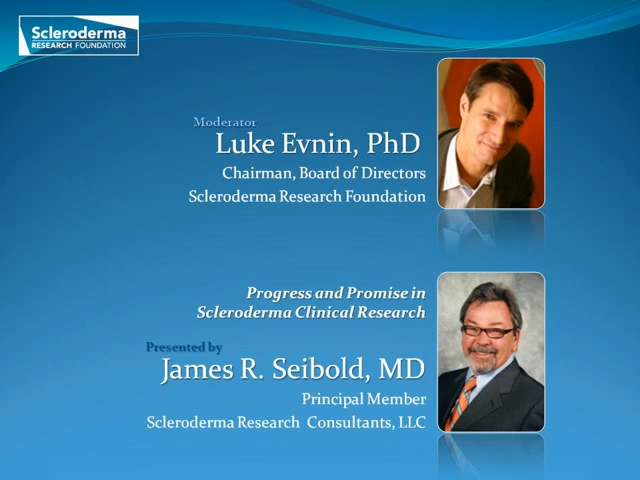 Scleroderma
RESEARCH FOUNDATION
Moderator
Luke Evnin, PhD
Chairman, Board of Directors
Scleroderma Research Foundation
Progress and Promise in
Scleroderma Clinical Research
Presented by
James R. Seibold, MD
Principal Member
Scleroderma Research Consultants, LLC